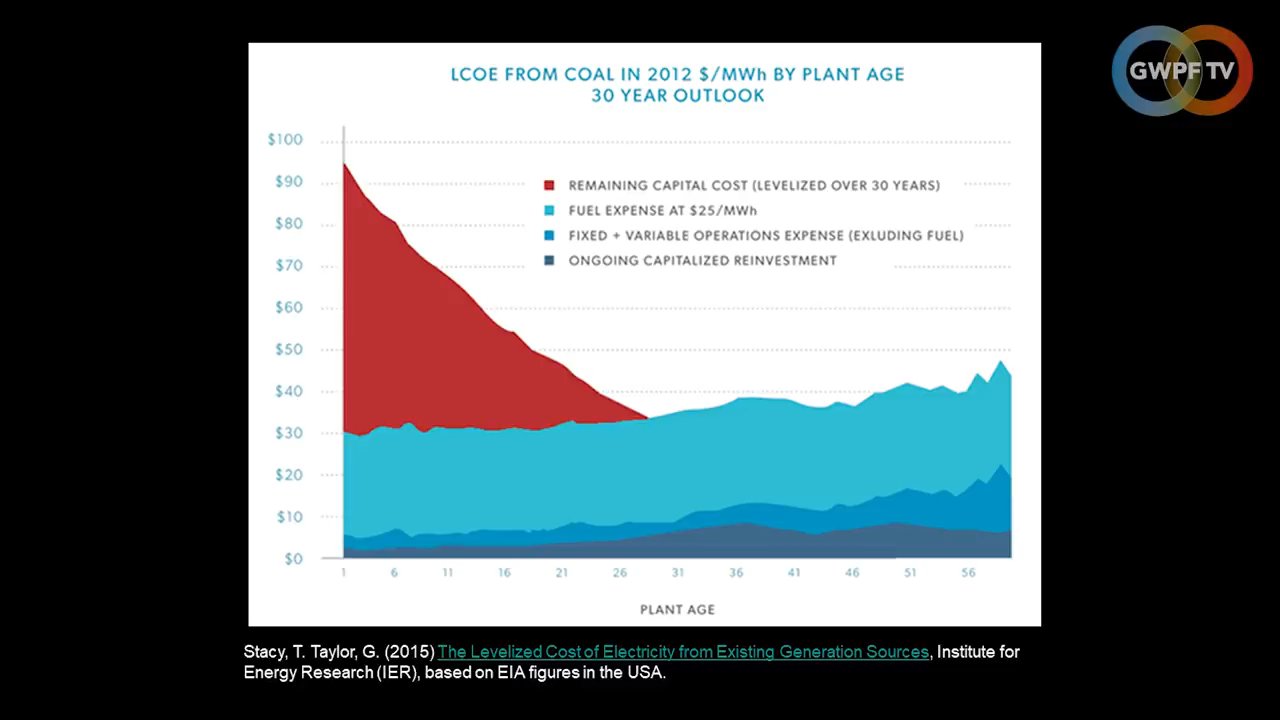 GWPF TV
LCOE FROM COAL IN 2012 $/MWh BY PLANT AGE
30 YEAR OUTLOOK
$100
$90
$80
$70
$60
$50
$40
$30
$20
$10
$0
REMAINING CAPITAL COST (LEVELIZED OVER 30 YEARS)
FUEL EXPENSE AT $25/MWh
FIXED + VARIABLE OPERATIONS EXPENSE (EXLUDING FUEL)
ONGOING CAPITALIZED REINVESTMENT
1 6 11 16 21 26 31 36 41 46 51 56
PLANT AGE
Stacy, T. Taylor, G. (2015) The Levelized Cost of Electricity from Existing Generation Sources, Institute for
Energy Research (IER), based on EIA figures in the USA.